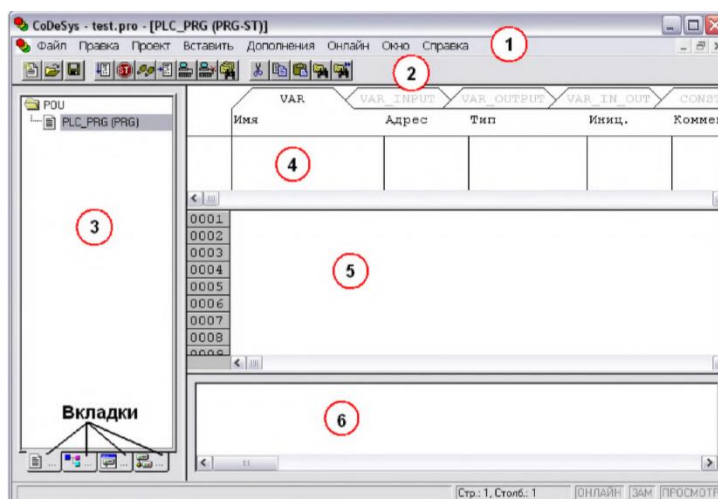 CoDeSys - test.pro - [PLC_PRG (PRG-ST)]
Файл Правка Проект Вставить Дополнения Онлайн Окно Справка
1
2
POU
PLC_PRG (PRG)
3
VAR VAR_INPUT VAR_OUTPUT VAR_IN_OUT CONST
Имя Адрес Тип Иниц. Коммен
4
0001
0002
0003
0004
0005
0006
0007
0008
0009
5
6
Вкладки
... ... ... ...
Стр.: 1, Столб.: 1 ОНЛАЙН ЗАМ ПРОСМОТР